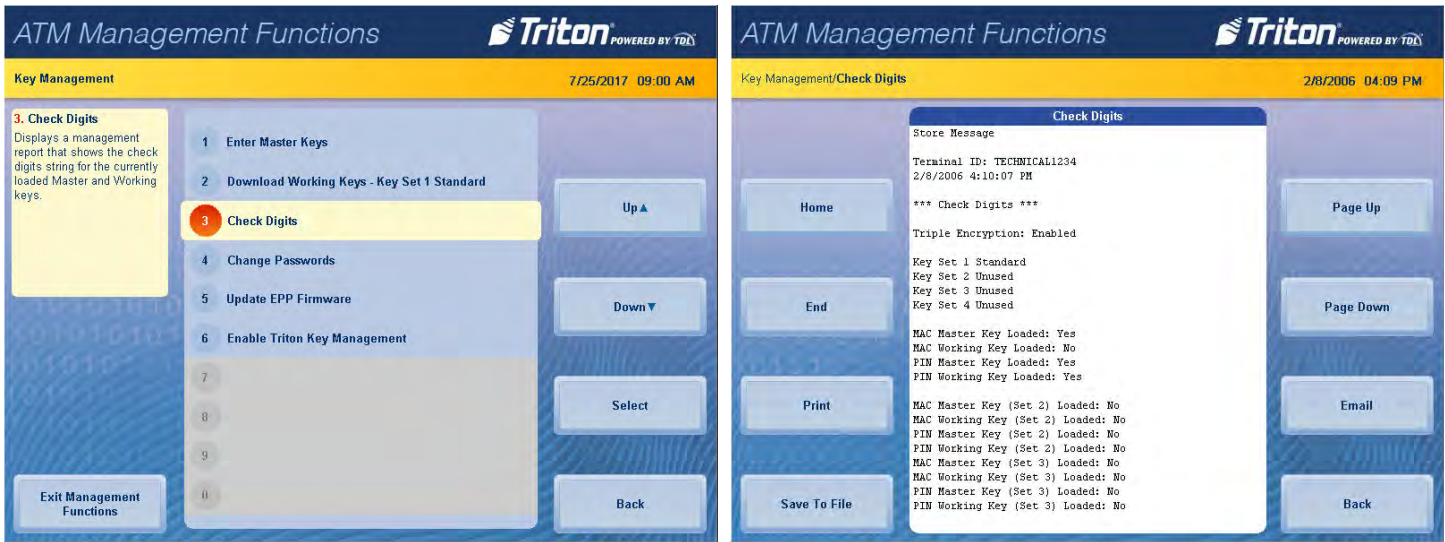 ATM Management Functions
Triton POWERED BY TDL
Key Management
7/25/2017 09:00 AM
3. Check Digits
Displays a management
report that shows the check
digits string for the currently
loaded Master and Working
keys.
1 Enter Master Keys
2 Download Working Keys - Key Set 1 Standard
3 Check Digits
4 Change Passwords
5 Update EPP Firmware
6 Enable Triton Key Management
7
8
9
0
Up▲
Down▼
Select
Back
Exit Management
Functions
ATM Management Functions
Triton POWERED BY TDL
Key Management/Check Digits
2/8/2006 04:09 PM
Home
End
Print
Save To File
Check Digits
Store Message
Terminal ID: TECHNICAL1234
2/8/2006 4:10:07 PM
*** Check Digits ***
Triple Encryption: Enabled
Key Set 1 Standard
Key Set 2 Unused
Key Set 3 Unused
Key Set 4 Unused
MAC Master Key Loaded: Yes
MAC Working Key Loaded: No
PIN Master Key Loaded: Yes
PIN Working Key Loaded: Yes
MAC Master Key (Set 2) Loaded: No
MAC Working Key (Set 2) Loaded: No
PIN Master Key (Set 2) Loaded: No
PIN Working Key (Set 2) Loaded: No
MAC Master Key (Set 3) Loaded: No
MAC Working Key (Set 3) Loaded: No
PIN Master Key (Set 3) Loaded: No
PIN Working Key (Set 3) Loaded: No
Page Up
Page Down
Email
Back